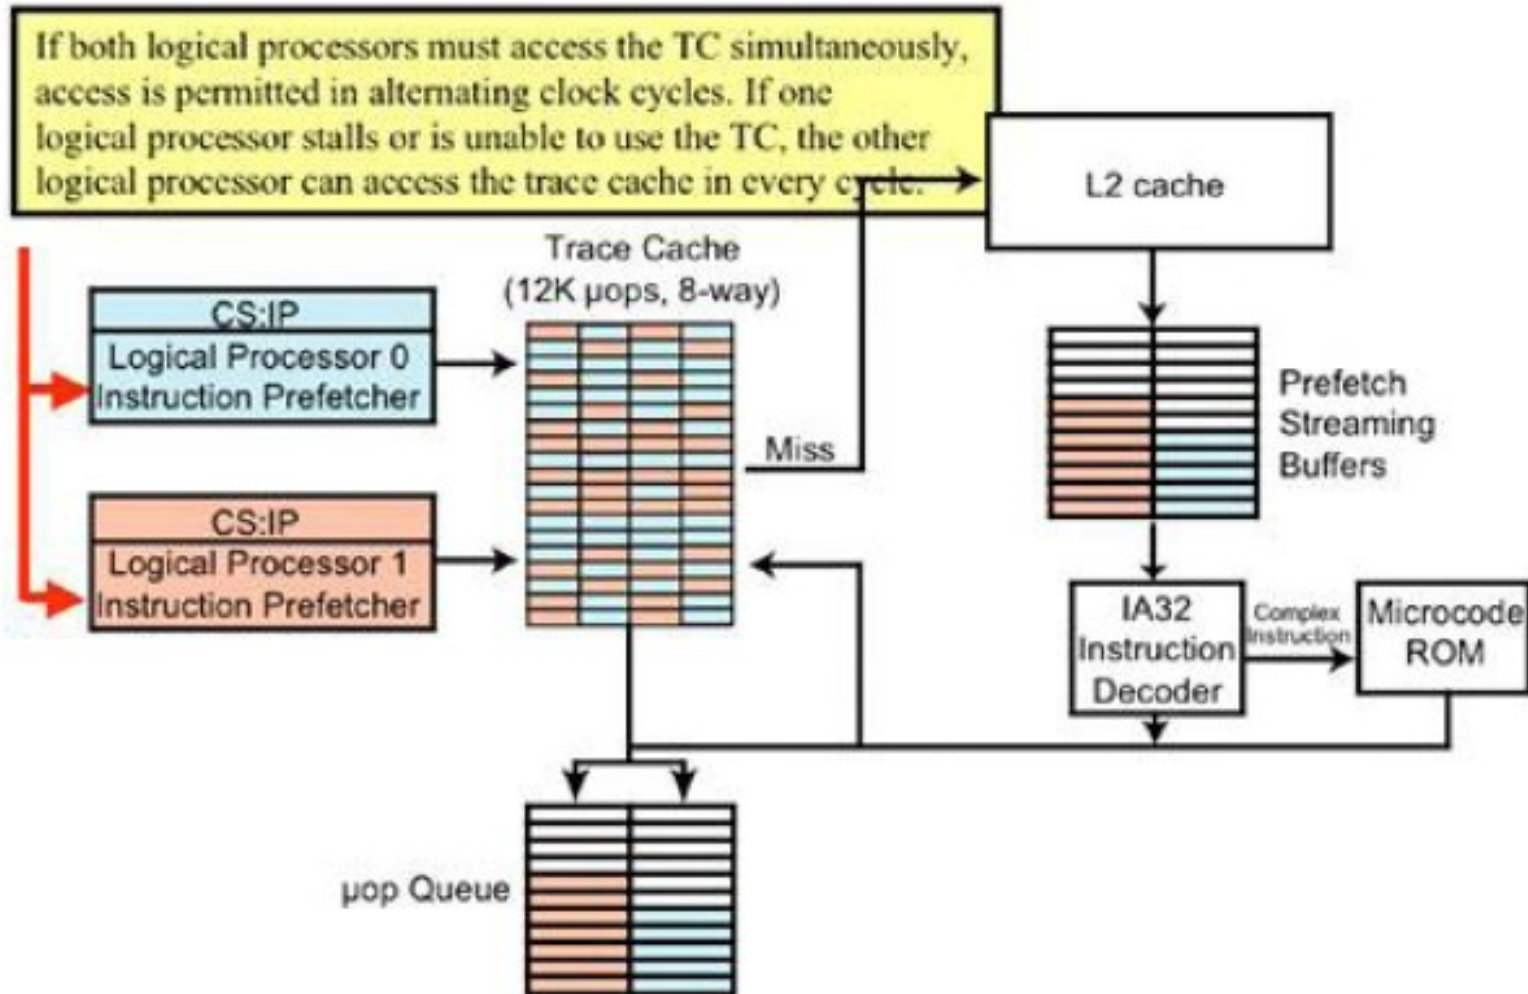 If both logical processors must access the TC simultaneously,
access is permitted in alternating clock cycles. If one
logical processor stalls or is unable to use the TC, the other
logical processor can access the trace cache in every cycle.
L2 cache
Trace Cache
(12K µops, 8-way)
CS:IP
Logical Processor 0
Instruction Prefetcher
Miss
Prefetch
Streaming
Buffers
CS:IP
Logical Processor 1
Instruction Prefetcher
IA32
Instruction
Decoder
Complex
Instruction
Microcode
ROM
µop Queue